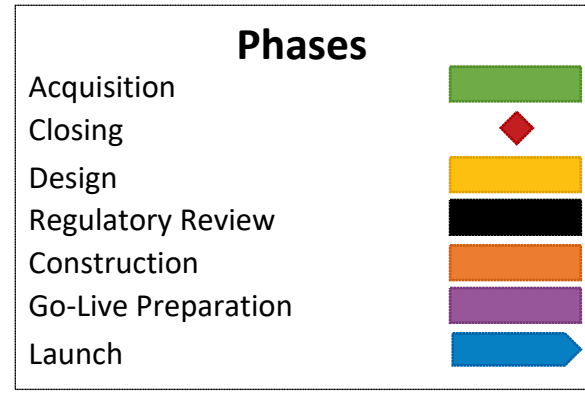 Phases
Acquisition
Closing
Design
Regulatory Review
Construction
Go-Live Preparation
Launch